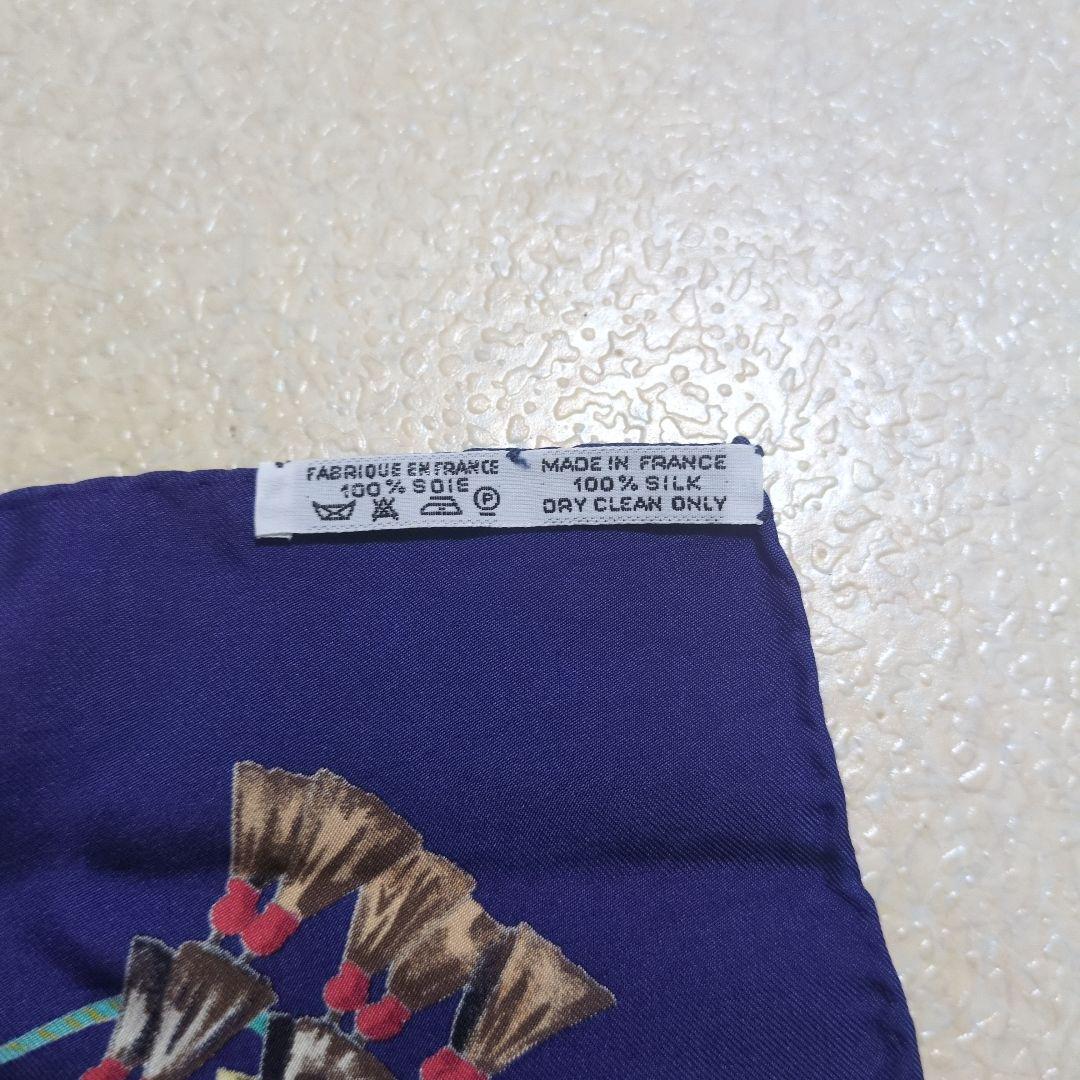 FABRIQUE EN FRANCE
100% SOIE
P
MADE IN FRANCE
100% SILK
DRY CLEAN ONLY